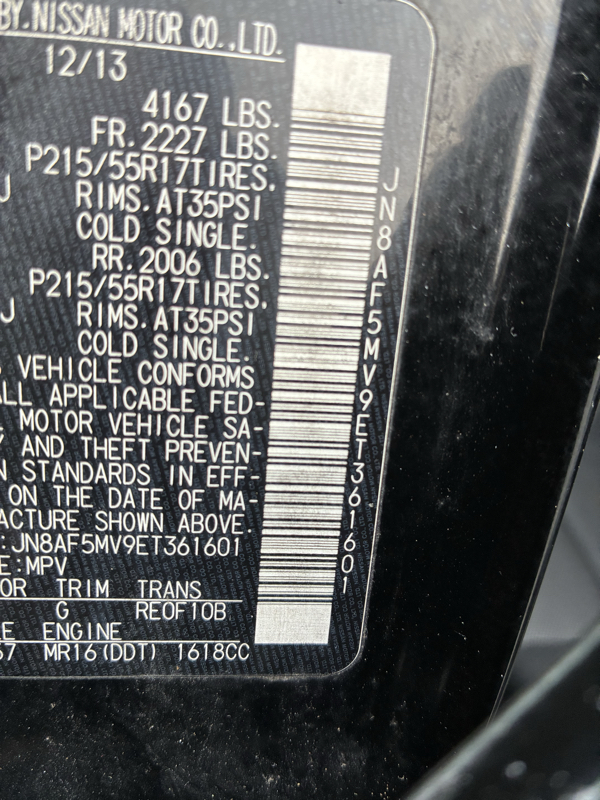 BY.NISSAN MOTOR CO.,LTD.
12/13
4167 LBS.
FR.2227 LBS.
P215/55R17TIRES.
J RIMS.AT35PSI
COLD SINGLE.
RR.2006 LBS.
P215/55R17TIRES.
J RIMS.AT35PSI
COLD SINGLE.
VEHICLE CONFORMS
ALL APPLICABLE FED-
MOTOR VEHICLE SA-
AND THEFT PREVEN-
STANDARDS IN EFF-
ON THE DATE OF MA-
ACTURE SHOWN ABOVE.
:JN8AF5MV9ET361601
E:MPV
OR TRIM TRANS
G RE0F10B
LE ENGINE
67 MR16(DDT) 1618CC
JN8AF5MV9ET361601